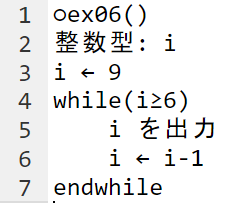 1 ○ex06()
2 整数型: i
3 i ← 9
4 while(i≥6)
5     i を出力
6     i ← i-1
7 endwhile